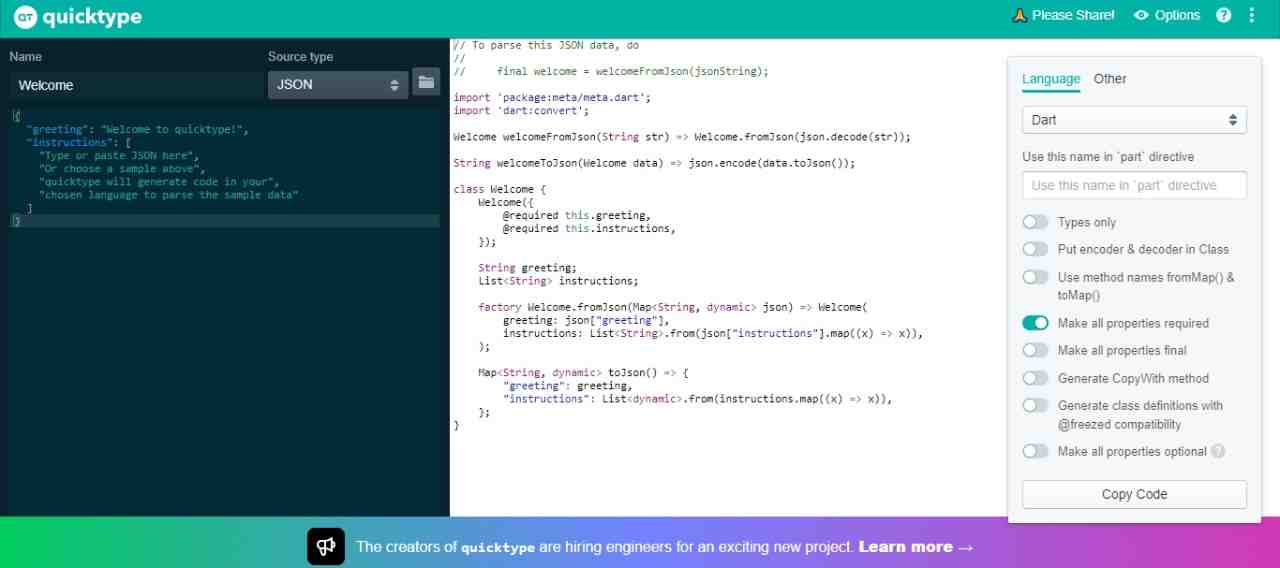 quicktype
Please Share!
Options
Name
Source type
Welcome
JSON
{
  "greeting": "Welcome to quicktype!",
  "instructions": [
    "Type or paste JSON here",
    "Or choose a sample above",
    "quicktype will generate code in your",
    "chosen language to parse the sample data"
  ]
}
// To parse this JSON data, do
//
//     final welcome = welcomeFromJson(jsonString);
import 'package:meta/meta.dart';
import 'dart:convert';
Welcome welcomeFromJson(String str) => Welcome.fromJson(json.decode(str));
String welcomeToJson(Welcome data) => json.encode(data.toJson());
class Welcome {
    Welcome({
        @required this.greeting,
        @required this.instructions,
    });
    String greeting;
    List<String> instructions;
    factory Welcome.fromJson(Map<String, dynamic> json) => Welcome(
        greeting: json["greeting"],
        instructions: List<String>.from(json["instructions"].map((x) => x)),
    );
    Map<String, dynamic> toJson() => {
        "greeting": greeting,
        "instructions": List<dynamic>.from(instructions.map((x) => x)),
    };
}
Language
Other
Dart
Use this name in `part` directive
Use this name in `part` directive
Types only
Put encoder & decoder in Class
Use method names fromMap() &
toMap()
Make all properties required
Make all properties final
Generate CopyWith method
Generate class definitions with
@freezed compatibility
Make all properties optional ?
Copy Code
The creators of quicktype are hiring engineers for an exciting new project. Learn more →